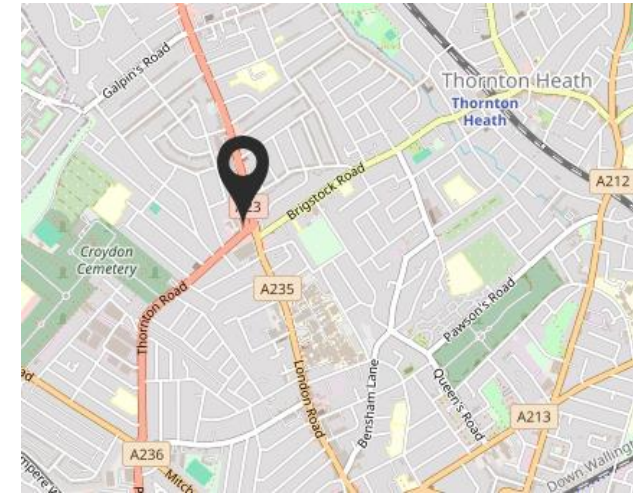 Galpin's Road
Thornton Heath
Thornton
Heath
A212
Brigstock Road
Croydon
Cemetery
A235
Thornton Road
Pawson's Road
London Road
Bensham Lane
Queen's Road
A213
A236
Down Walling